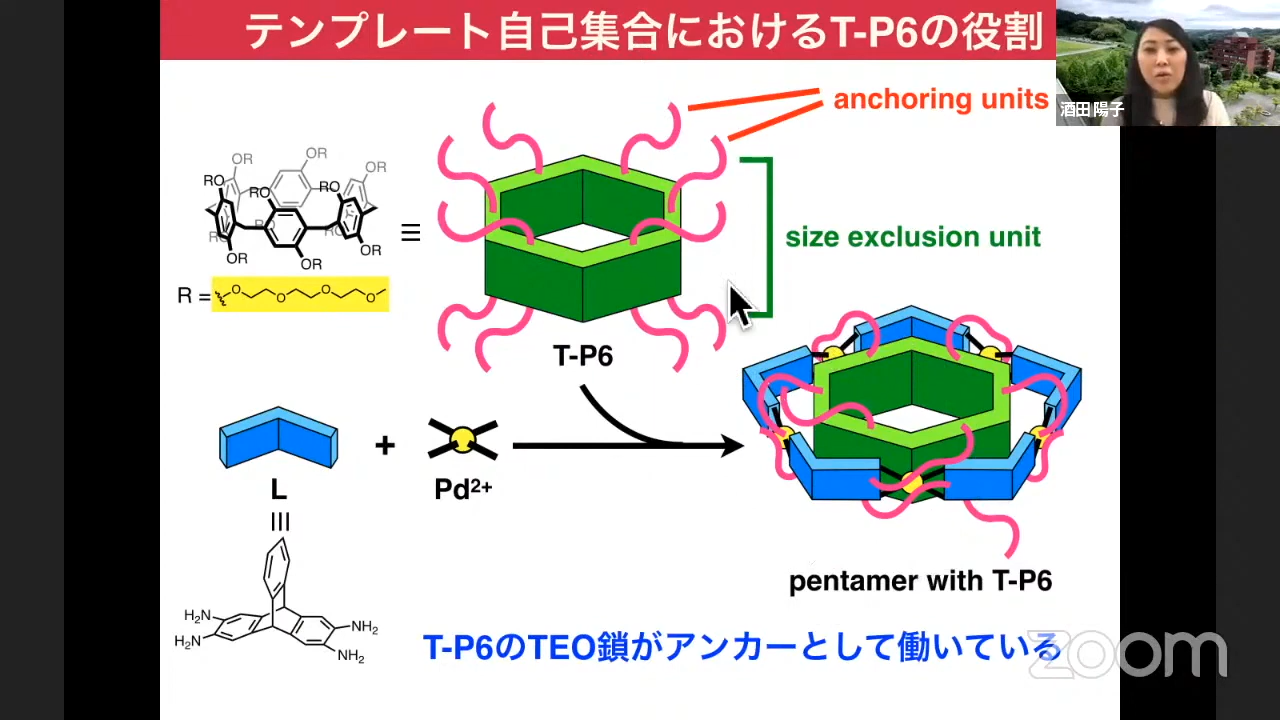 テンプレート自己集合におけるT-P6の役割
酒田 陽子
anchoring units
size exclusion unit
OR
OR
OR
RO
RO
RO
RO
RO
OR
OR
OR
≡
R =
O
O
O
O
T-P6
L
+
Pd2+
≡
H₂N
H₂N
NH₂
NH₂
pentamer with T-P6
T-P6のTEO鎖がアンカーとして働いている
zoom